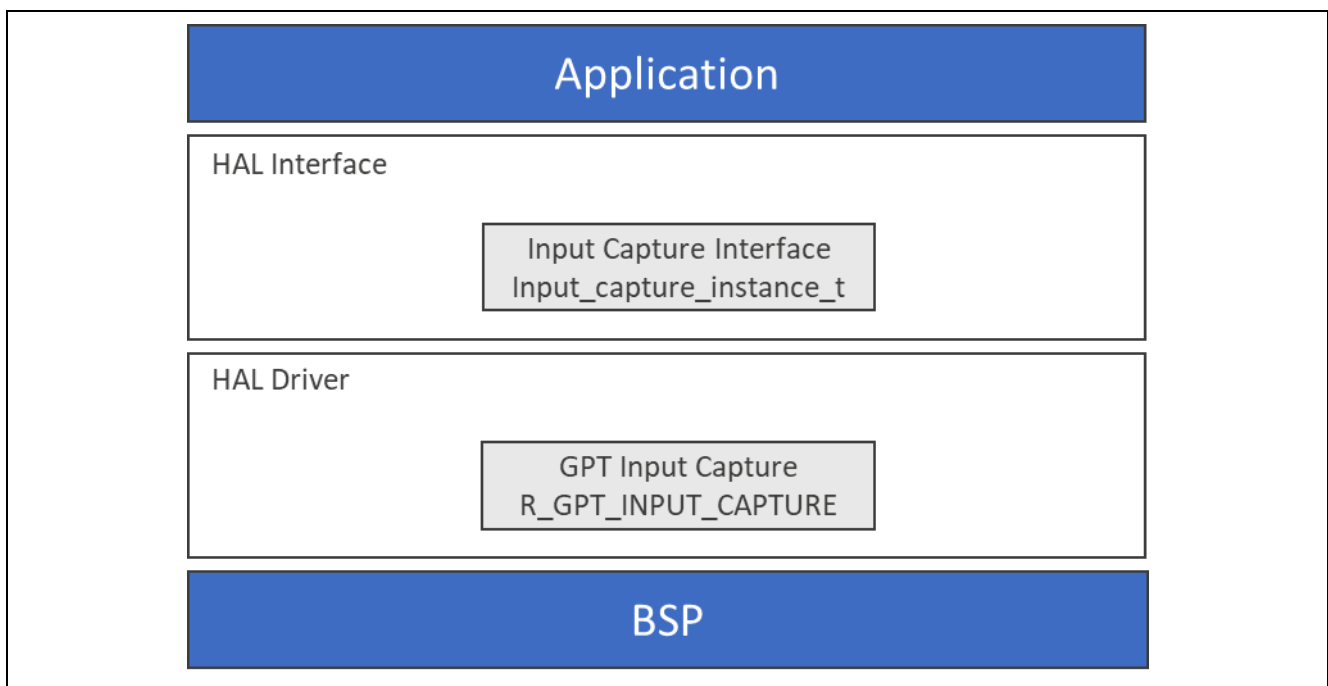 Application
HAL Interface
Input Capture Interface
Input_capture_instance_t
HAL Driver
GPT Input Capture
R_GPT_INPUT_CAPTURE
BSP